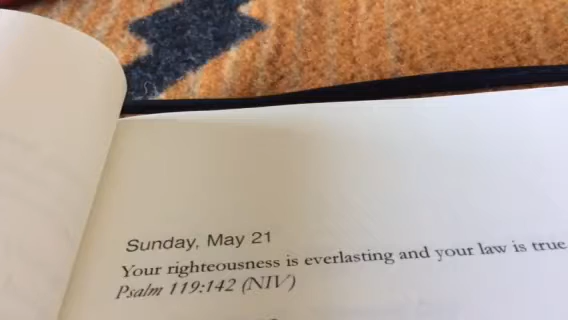 Sunday, May 21
Your righteousness is everlasting and your law is true
Psalm 119:142 (NIV)